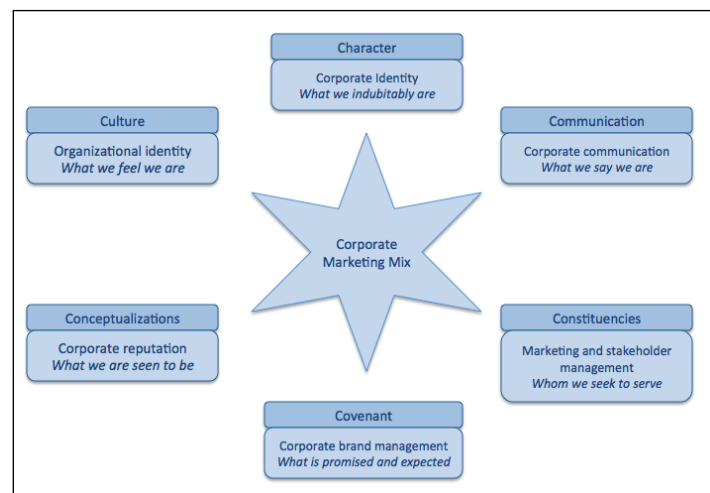 Character
Corporate Identity
What we indubitably are
Culture
Organizational identity
What we feel we are
Communication
Corporate communication
What we say we are
Corporate
Marketing Mix
Conceptualizations
Corporate reputation
What we are seen to be
Constituencies
Marketing and stakeholder
management
Whom we seek to serve
Covenant
Corporate brand management
What is promised and expected